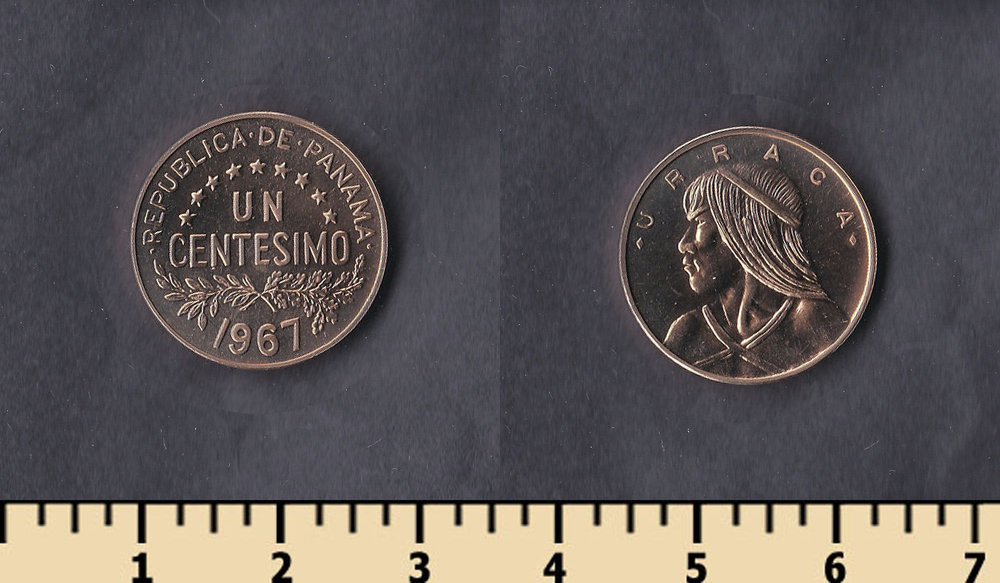 REPUBLICA·DE·PANAMA
UN
CENTESIMO
1967
URRACA
1 2 3 4 5 6 7